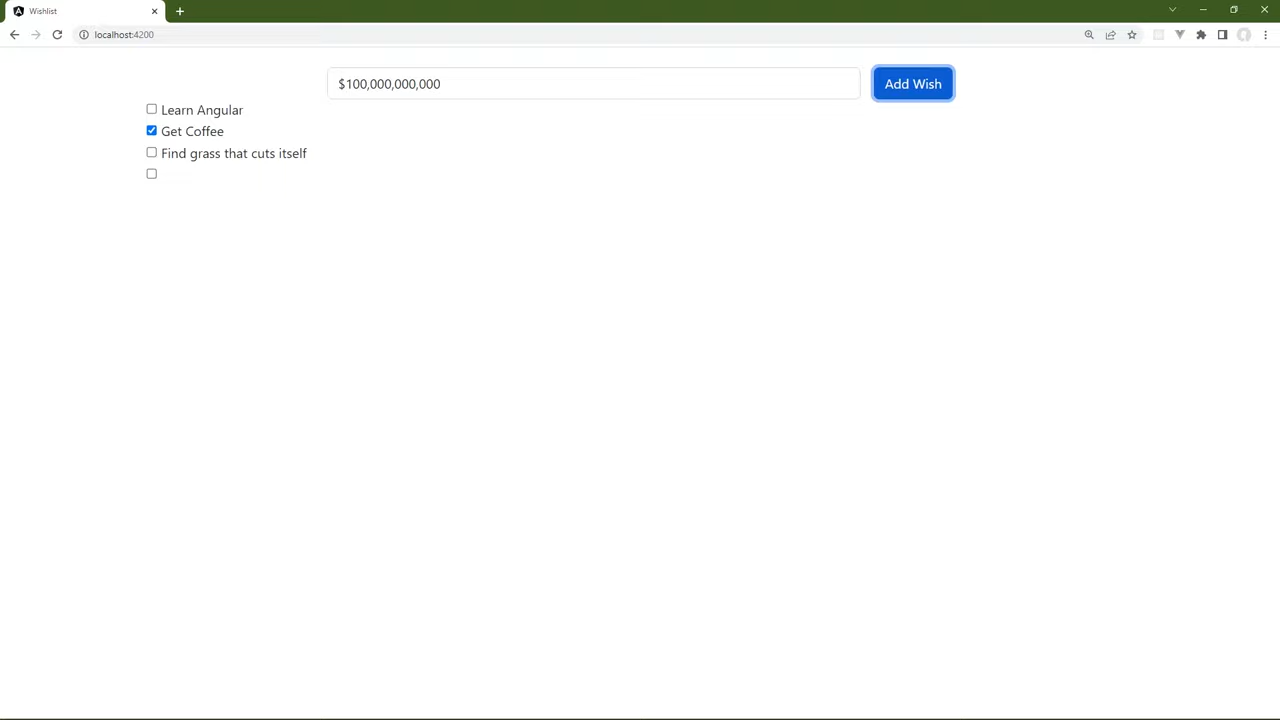 Wishlist
localhost:4200
$100,000,000,000
Add Wish
Learn Angular
Get Coffee
Find grass that cuts itself